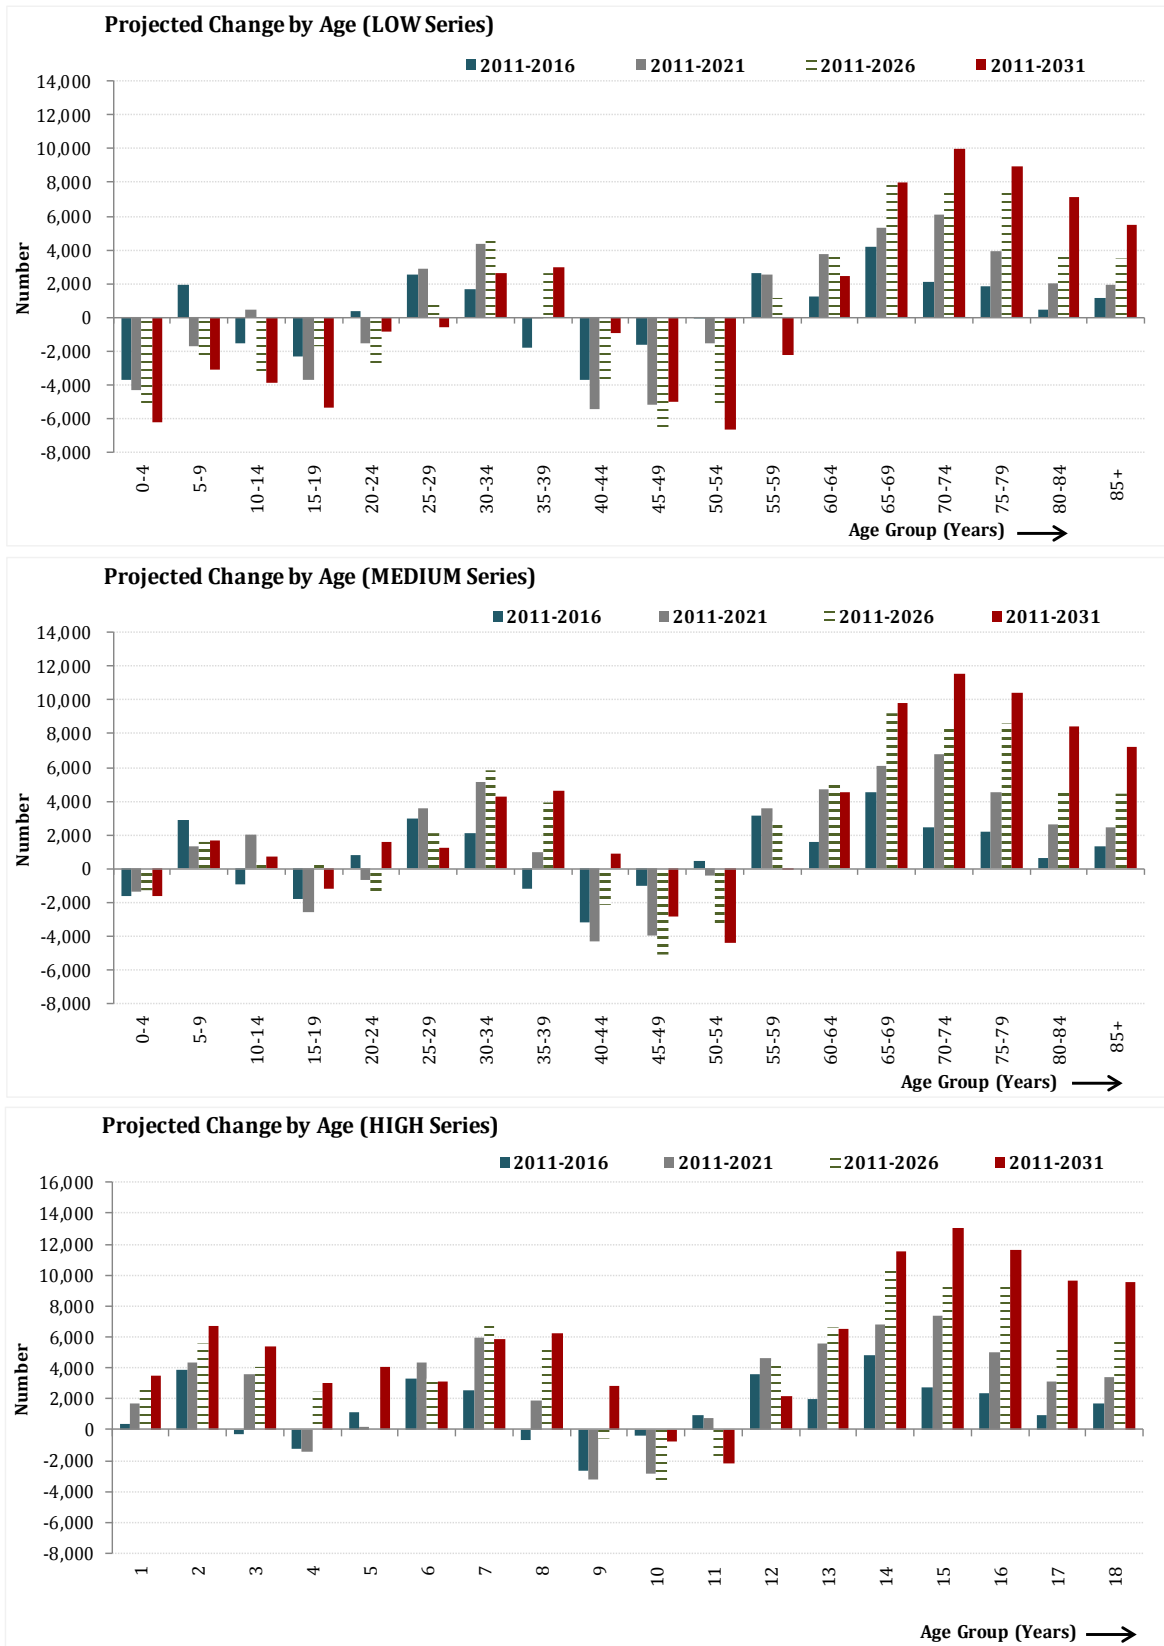 Projected Change by Age (LOW Series)
2011-2016 2011-2021 2011-2026 2011-2031
14,000
12,000
10,000
8,000
6,000
4,000
2,000
0
-2,000
-4,000
-6,000
-8,000
Number
0-4 5-9 10-14 15-19 20-24 25-29 30-34 35-39 40-44 45-49 50-54 55-59 60-64 65-69 70-74 75-79 80-84 85+
Age Group (Years)
Projected Change by Age (MEDIUM Series)
2011-2016 2011-2021 2011-2026 2011-2031
14,000
12,000
10,000
8,000
6,000
4,000
2,000
0
-2,000
-4,000
-6,000
-8,000
Number
0-4 5-9 10-14 15-19 20-24 25-29 30-34 35-39 40-44 45-49 50-54 55-59 60-64 65-69 70-74 75-79 80-84 85+
Age Group (Years)
Projected Change by Age (HIGH Series)
2011-2016 2011-2021 2011-2026 2011-2031
16,000
14,000
12,000
10,000
8,000
6,000
4,000
2,000
0
-2,000
-4,000
-6,000
-8,000
Number
1 2 3 4 5 6 7 8 9 10 11 12 13 14 15 16 17 18
Age Group (Years)